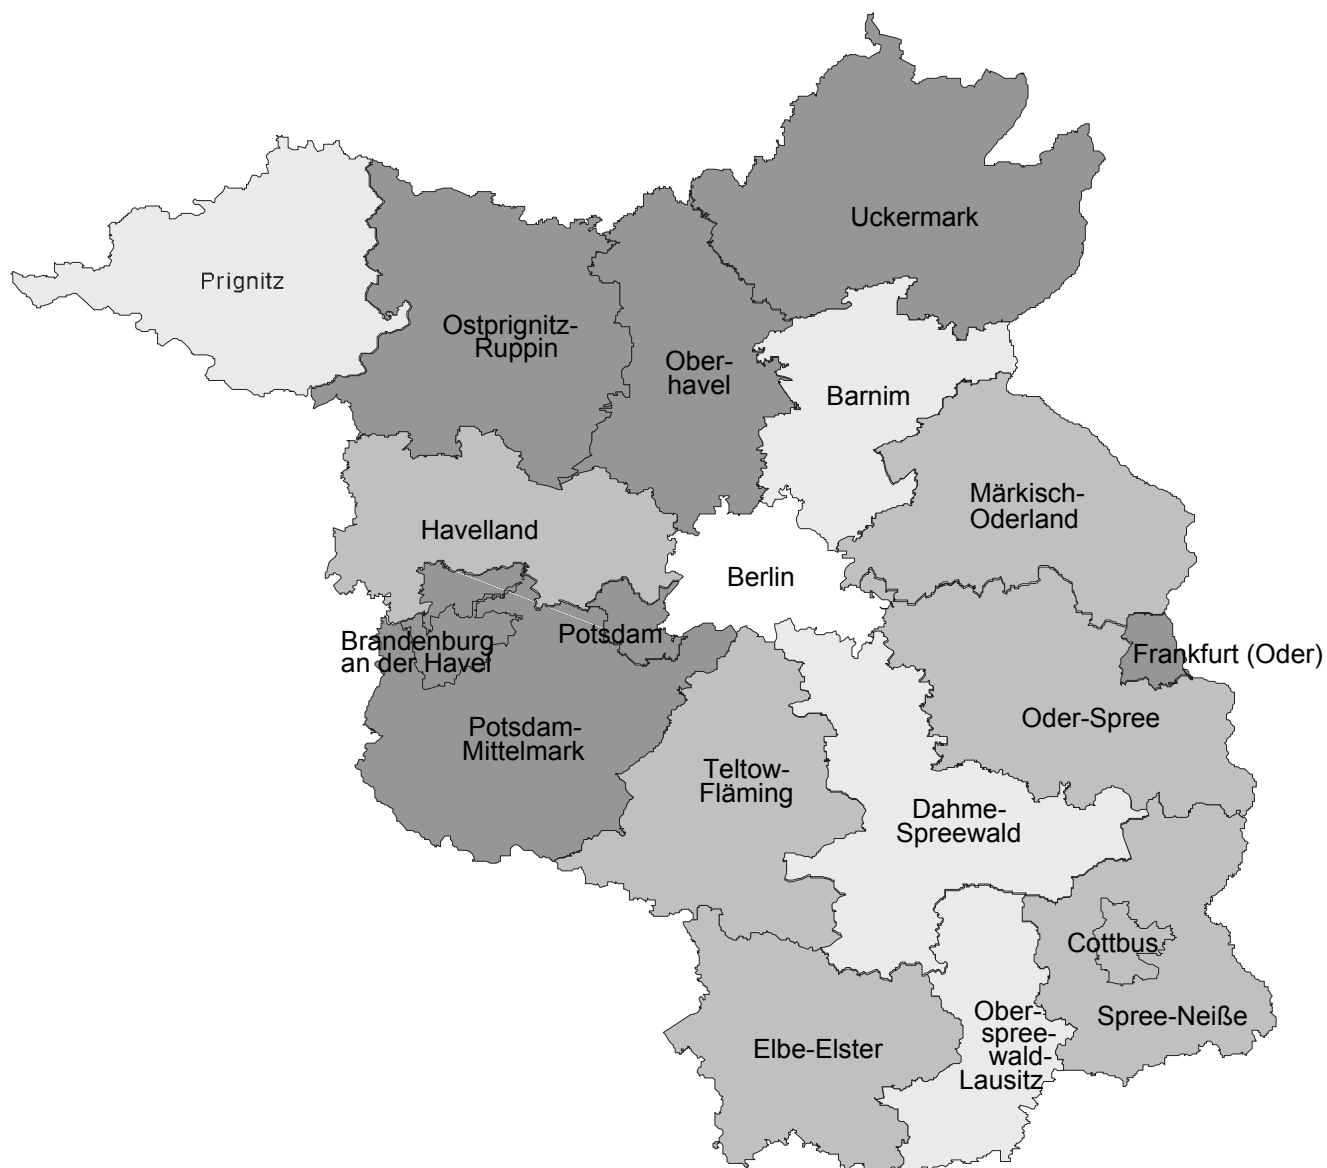 Uckermark
Prignitz
Ostprignitz-
Ruppin
Ober-
havel
Barnim
Märkisch-
Oderland
Havelland
Berlin
Brandenburg
an der Havel
Potsdam
Frankfurt (Oder)
Potsdam-
Mittelmark
Oder-Spree
Teltow-
Fläming
Dahme-
Spreewald
Cottbus
Spree-Neiße
Ober-
spree-
wald-
Lausitz
Elbe-Elster